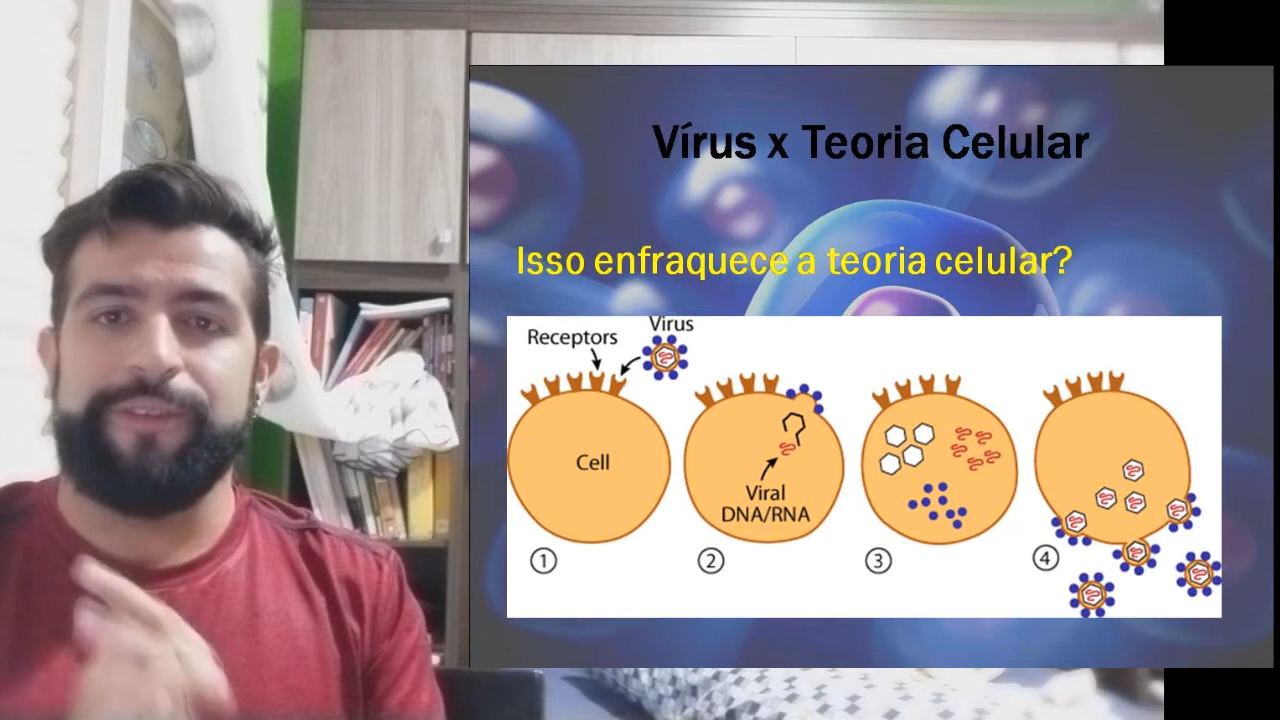 Vírus x Teoria Celular
Isso enfraquece a teoria celular?
Receptors
Virus
Cell
Viral
DNA/RNA
1
2
3
4